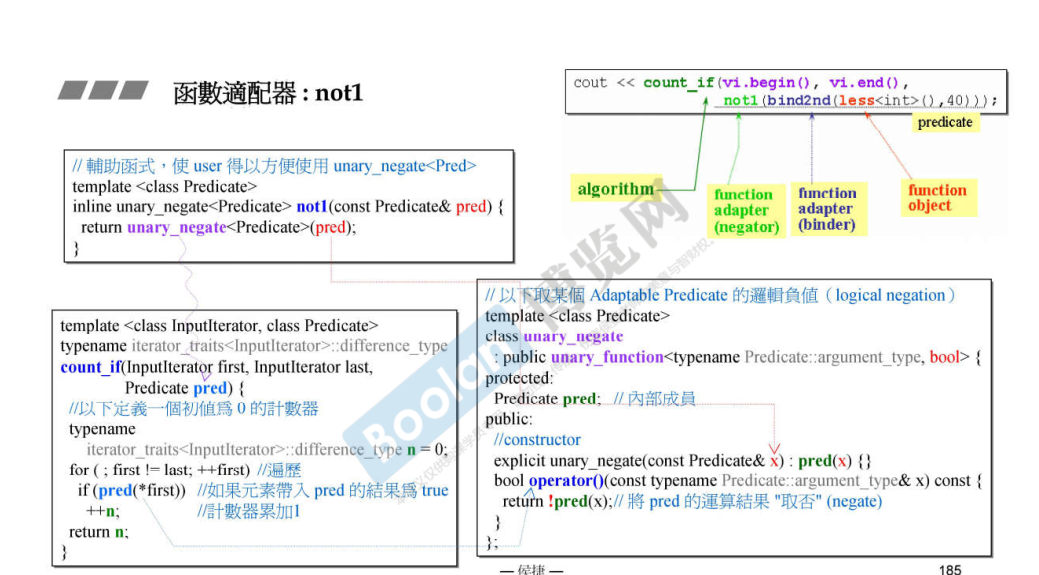 函數適配器 : not1
cout << count_if(vi.begin(), vi.end(),
not1(bind2nd(less<int>(),40)));
predicate
algorithm
function
adapter
(negator)
function
adapter
(binder)
function
object
// 輔助函式，使 user 得以方便使用 unary_negate<Pred>
template <class Predicate>
inline unary_negate<Predicate> not1(const Predicate& pred) {
return unary_negate<Predicate>(pred);
}
template <class InputIterator, class Predicate>
typename iterator_traits<InputIterator>::difference_type
count_if(InputIterator first, InputIterator last,
Predicate pred) {
//以下定義一個初值為 0 的計數器
typename
iterator_traits<InputIterator>::difference_type n = 0;
for ( ; first != last; ++first) //遍歷
if (pred(*first)) //如果元素帶入 pred 的結果為 true
++n; //計數器累加1
return n;
}
// 以下取某個 Adaptable Predicate 的邏輯負值（logical negation）
template <class Predicate>
class unary_negate
: public unary_function<typename Predicate::argument_type, bool> {
protected:
Predicate pred; // 內部成員
public:
//constructor
explicit unary_negate(const Predicate& x) : pred(x) {}
bool operator()(const typename Predicate::argument_type& x) const {
return !pred(x); // 將 pred 的運算結果 "取否" (negate)
}
};
Boolan 博览网
— 侯捷 —
185